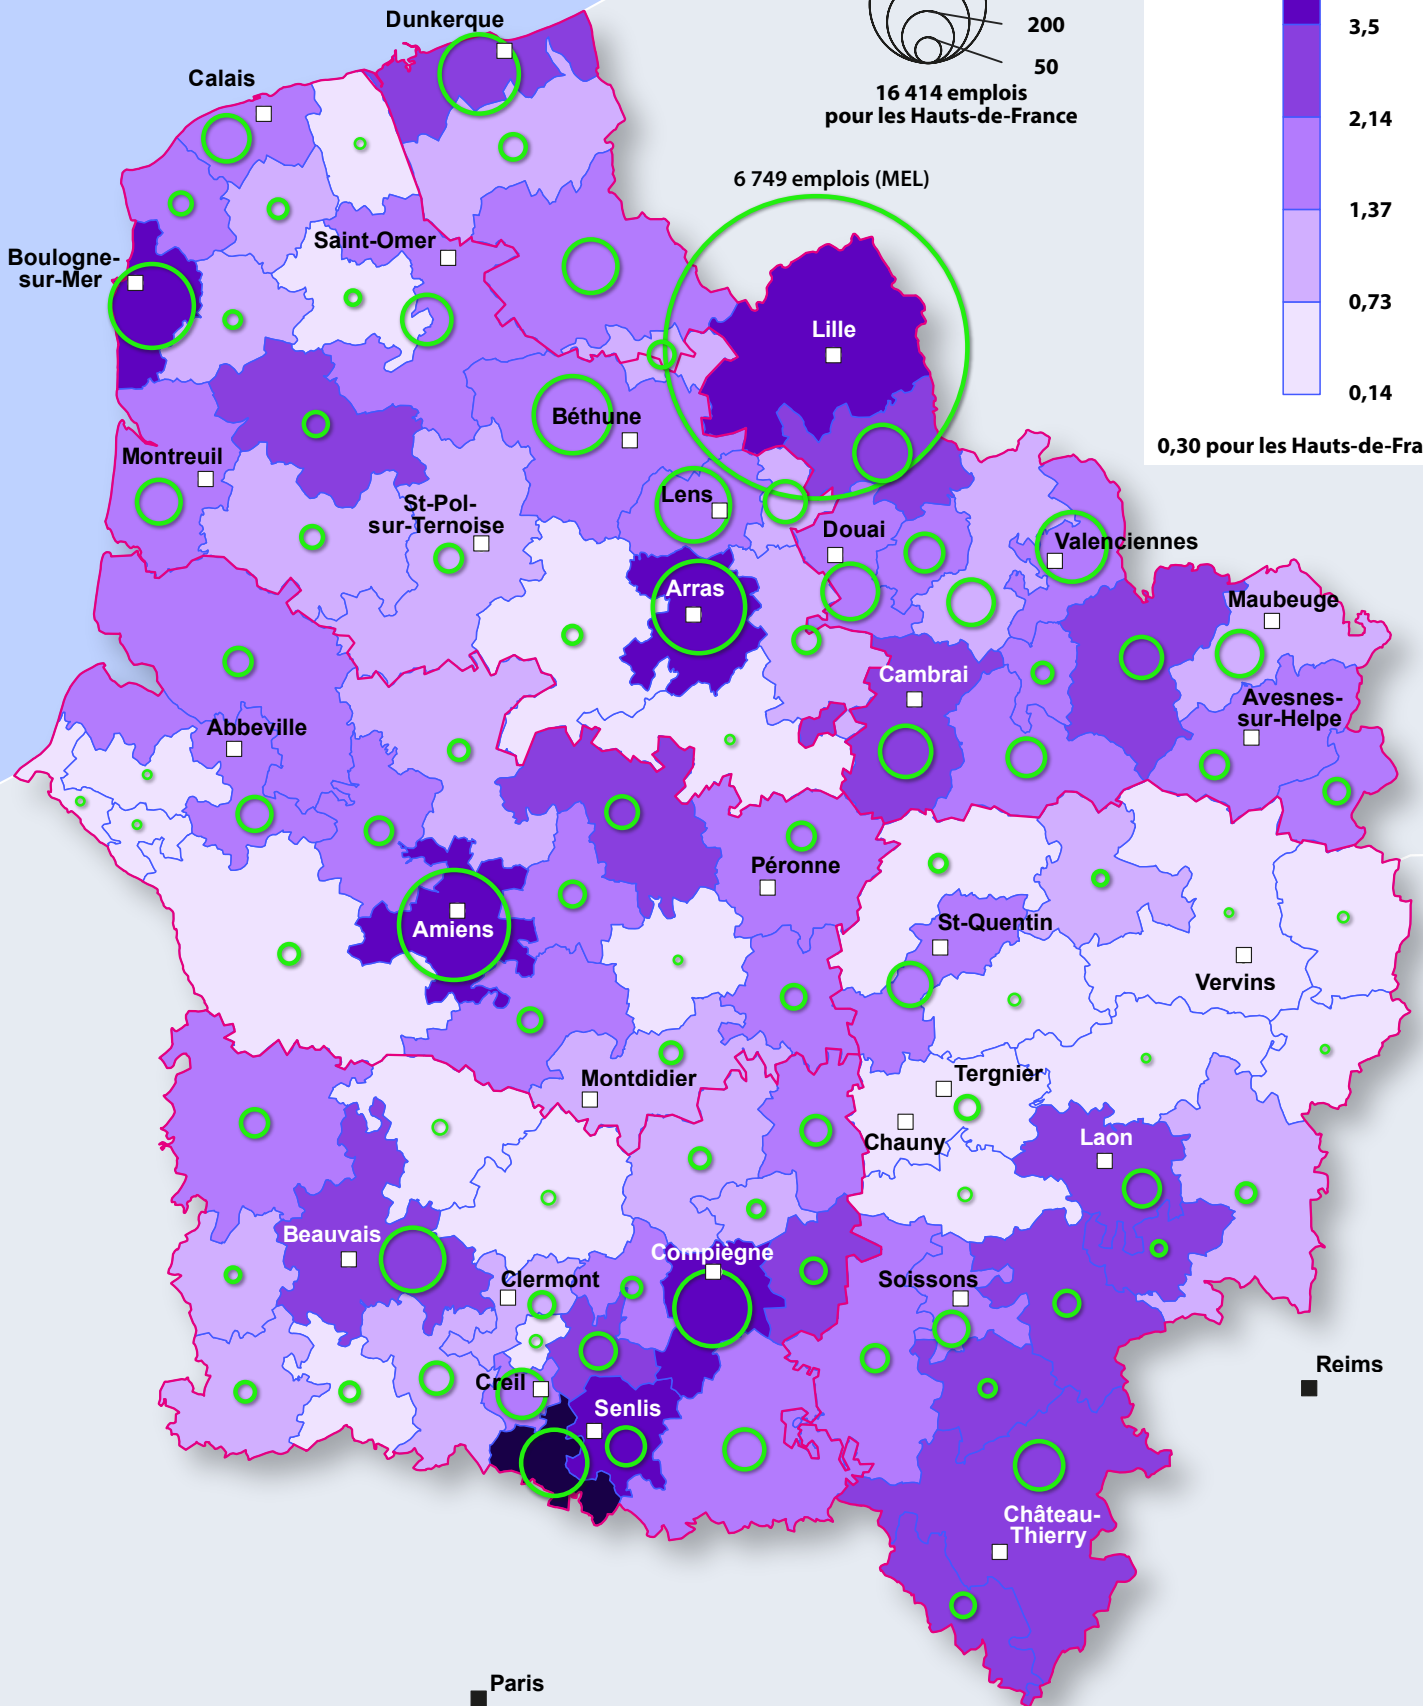 Dunkerque
200
3,5
Calais
50
16 414 emplois
pour les Hauts-de-France
2,14
6 749 emplois (MEL)
1,37
Saint-Omer
Boulogne-
sur-Mer
0,73
Lille
0,14
Béthune
0,30 pour les Hauts-de-Fra
Montreuil
Lens
St-Pol-
sur-Ternoise
Douai
Valenciennes
Arras
Maubeuge
Cambrai
Avesnes-
sur-Helpe
Abbeville
Péronne
St-Quentin
Amiens
Vervins
Montdidier
Tergnier
Chauny
Laon
Beauvais
Compiègne
Clermont
Soissons
Reims
Creil
Senlis
Château-
Thierry
Paris